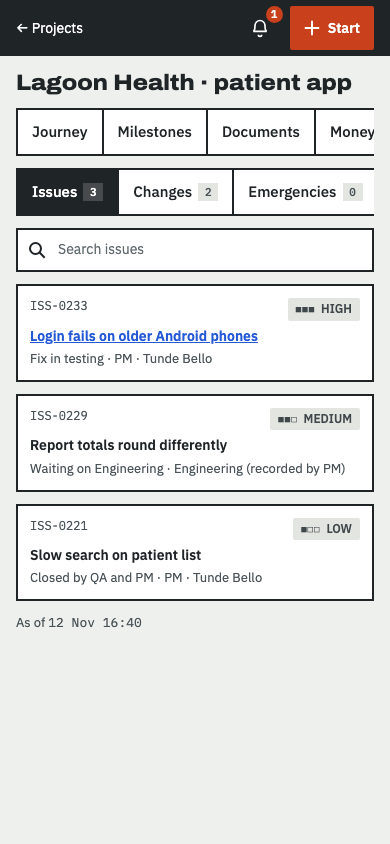 ← Projects
1
Start
Lagoon Health · patient app
Journey
Milestones
Documents
Money
Issues 3
Changes 2
Emergencies 0
Search issues
ISS-0233
■■■ HIGH
Login fails on older Android phones
Fix in testing · PM · Tunde Bello
ISS-0229
■■□ MEDIUM
Report totals round differently
Waiting on Engineering · Engineering (recorded by PM)
ISS-0221
■□□ LOW
Slow search on patient list
Closed by QA and PM · PM · Tunde Bello
As of 12 Nov 16:40